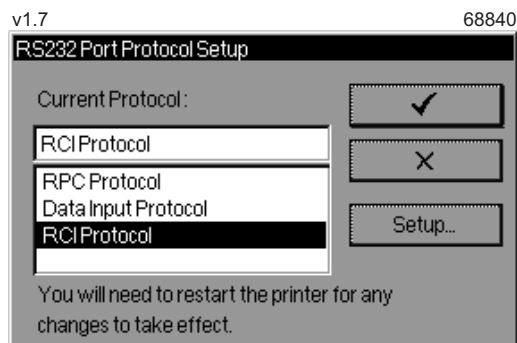 v1.7 68840
RS232 Port Protocol Setup
Current Protocol:
RCI Protocol
RPC Protocol
Data Input Protocol
RCI Protocol
Setup...
You will need to restart the printer for any
changes to take effect.